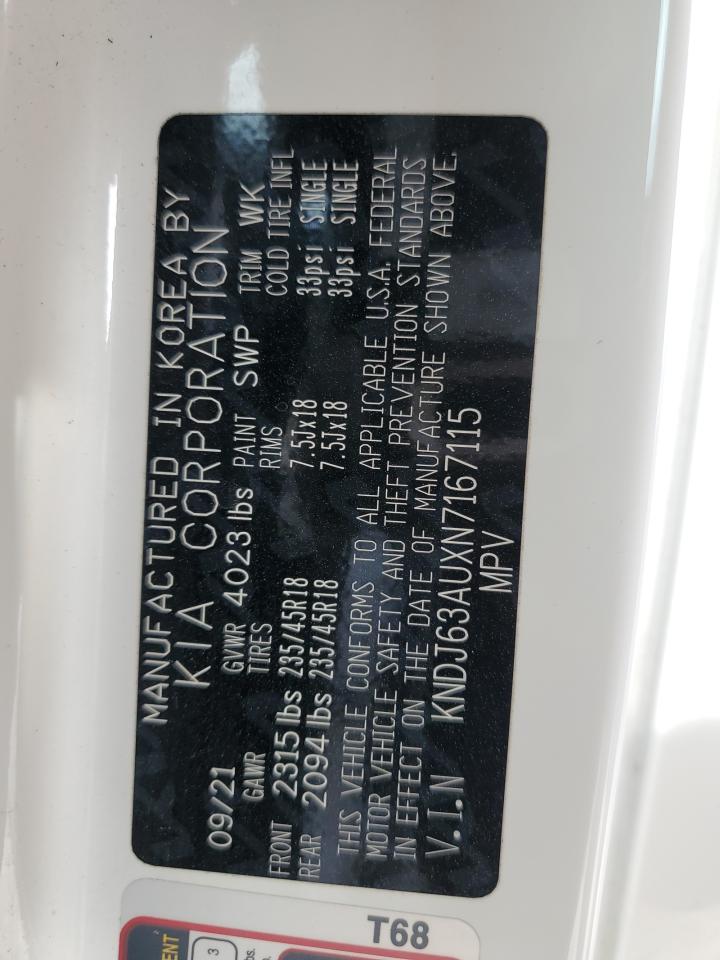 MANUFACTURED IN KOREA BY
KIA CORPORATION
09/21 GVWR 4023 lbs PAINT SWP TRIM WK
GAWR TIRES RIMS COLD TIRE INFL
FRONT 2315 lbs 235/45R18 7.5Jx18 33psi SINGLE
REAR 2094 lbs 235/45R18 7.5Jx18 33psi SINGLE
THIS VEHICLE CONFORMS TO ALL APPLICABLE U.S.A. FEDERAL
MOTOR VEHICLE SAFETY AND THEFT PREVENTION STANDARDS
IN EFFECT ON THE DATE OF MANUFACTURE SHOWN ABOVE.
V.I.N KNDJ63AUXN7167115
MPV
T68
ENT
3
bs.